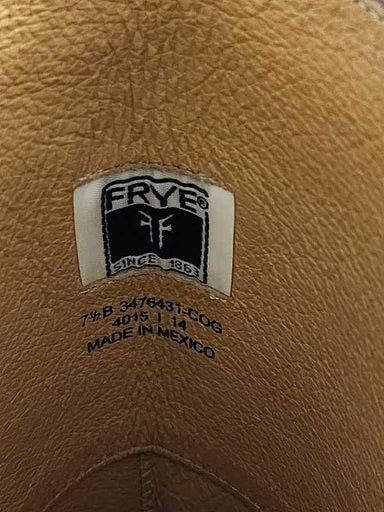 FRYE®
SINCE 1863
7½B 3476431-COG
4015 I 14
MADE IN MEXICO